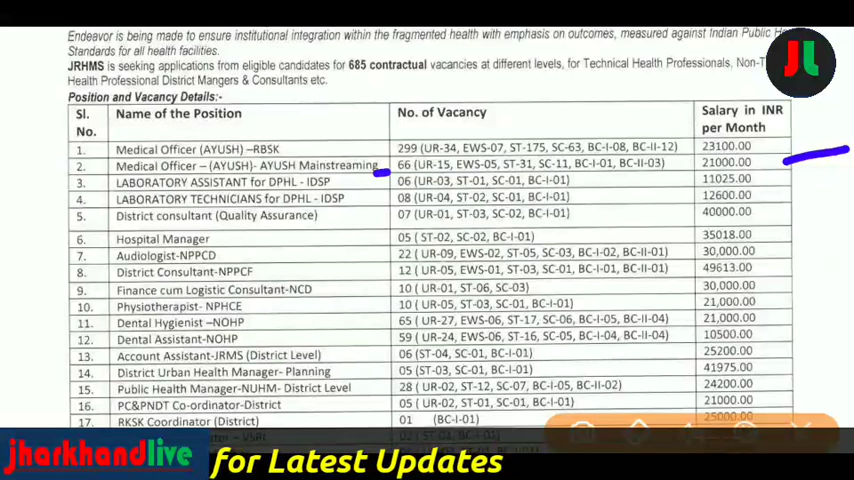 Endeavor is being made to ensure institutional integration within the fragmented health with emphasis on outcomes, measured against Indian Public
Standards for all health facilities.
JRHMS is seeking applications from eligible candidates for 685 contractual vacancies at different levels, for Technical Health Professionals,
Health Professional District Mangers & Consultants etc.
Position and Vacancy Details:-
Sl. No. Name of the Position No. of Vacancy Salary in INR per Month
1. Medical Officer (AYUSH) –RBSK 299 (UR-34, EWS-07, ST-175, SC-63, BC-I-08, BC-II-12) 23100.00
2. Medical Officer – (AYUSH)- AYUSH Mainstreaming 66 (UR-15, EWS-05, ST-31, SC-11, BC-I-01, BC-II-03) 21000.00
3. LABORATORY ASSISTANT for DPHL - IDSP 06 (UR-03, ST-01, SC-01, BC-I-01) 11025.00
4. LABORATORY TECHNICIANS for DPHL - IDSP 08 (UR-04, ST-02, SC-01, BC-I-01) 12600.00
5. District consultant (Quality Assurance) 07 (UR-01, ST-03, SC-02, BC-I-01) 40000.00
6. Hospital Manager 05 ( ST-02, SC-02, BC-I-01) 35018.00
7. Audiologist-NPPCD 22 ( UR-09, EWS-02, ST-05, SC-03, BC-I-02, BC-II-01) 30,000.00
8. District Consultant-NPPCF 12 ( UR-05, EWS-01, ST-03, SC-01, BC-I-01, BC-II-01) 49613.00
9. Finance cum Logistic Consultant-NCD 10 ( UR-01, ST-06, SC-03) 30,000.00
10. Physiotherapist- NPHCE 10 ( UR-05, ST-03, SC-01, BC-I-01) 21,000.00
11. Dental Hygienist –NOHP 65 ( UR-27, EWS-06, ST-17, SC-06, BC-I-05, BC-II-04) 21,000.00
12. Dental Assistant-NOHP 59 ( UR-24, EWS-06, ST-16, SC-05, BC-I-04, BC-II-04) 10500.00
13. Account Assistant-JRMS (District Level) 06 (ST-04, SC-01, BC-I-01) 25200.00
14. District Urban Health Manager- Planning 05 (ST-03, SC-01, BC-I-01) 41975.00
15. Public Health Manager-NUHM- District Level 28 ( UR-02, ST-12, SC-07, BC-I-05, BC-II-02) 24200.00
16. PC&PNDT Co-ordinator-District 05 ( UR-02, ST-01, SC-01, BC-I-01) 21000.00
17. RKSK Coordinator (District) 01 (BC-I-01) 25000.00
JL
jharkhandlive for Latest Updates